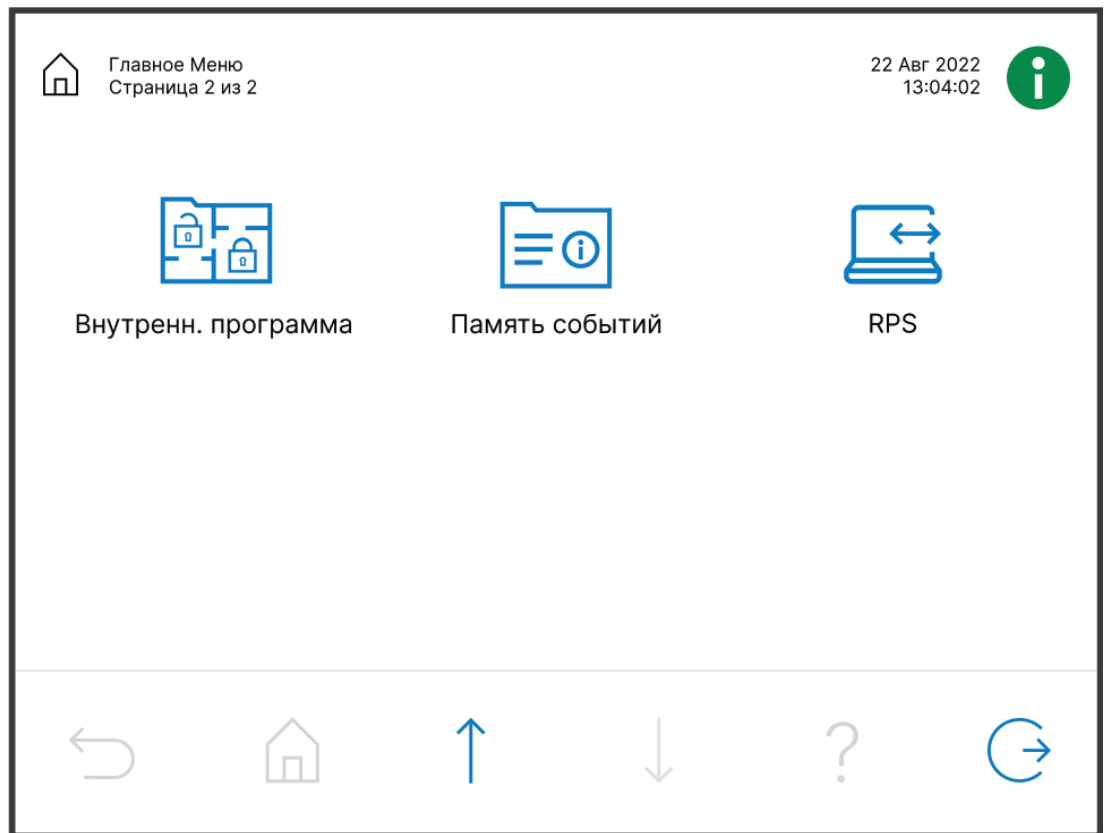 Главное Меню
Страница 2 из 2
22 Авг 2022
13:04:02
Внутренн. программа
Память событий
RPS